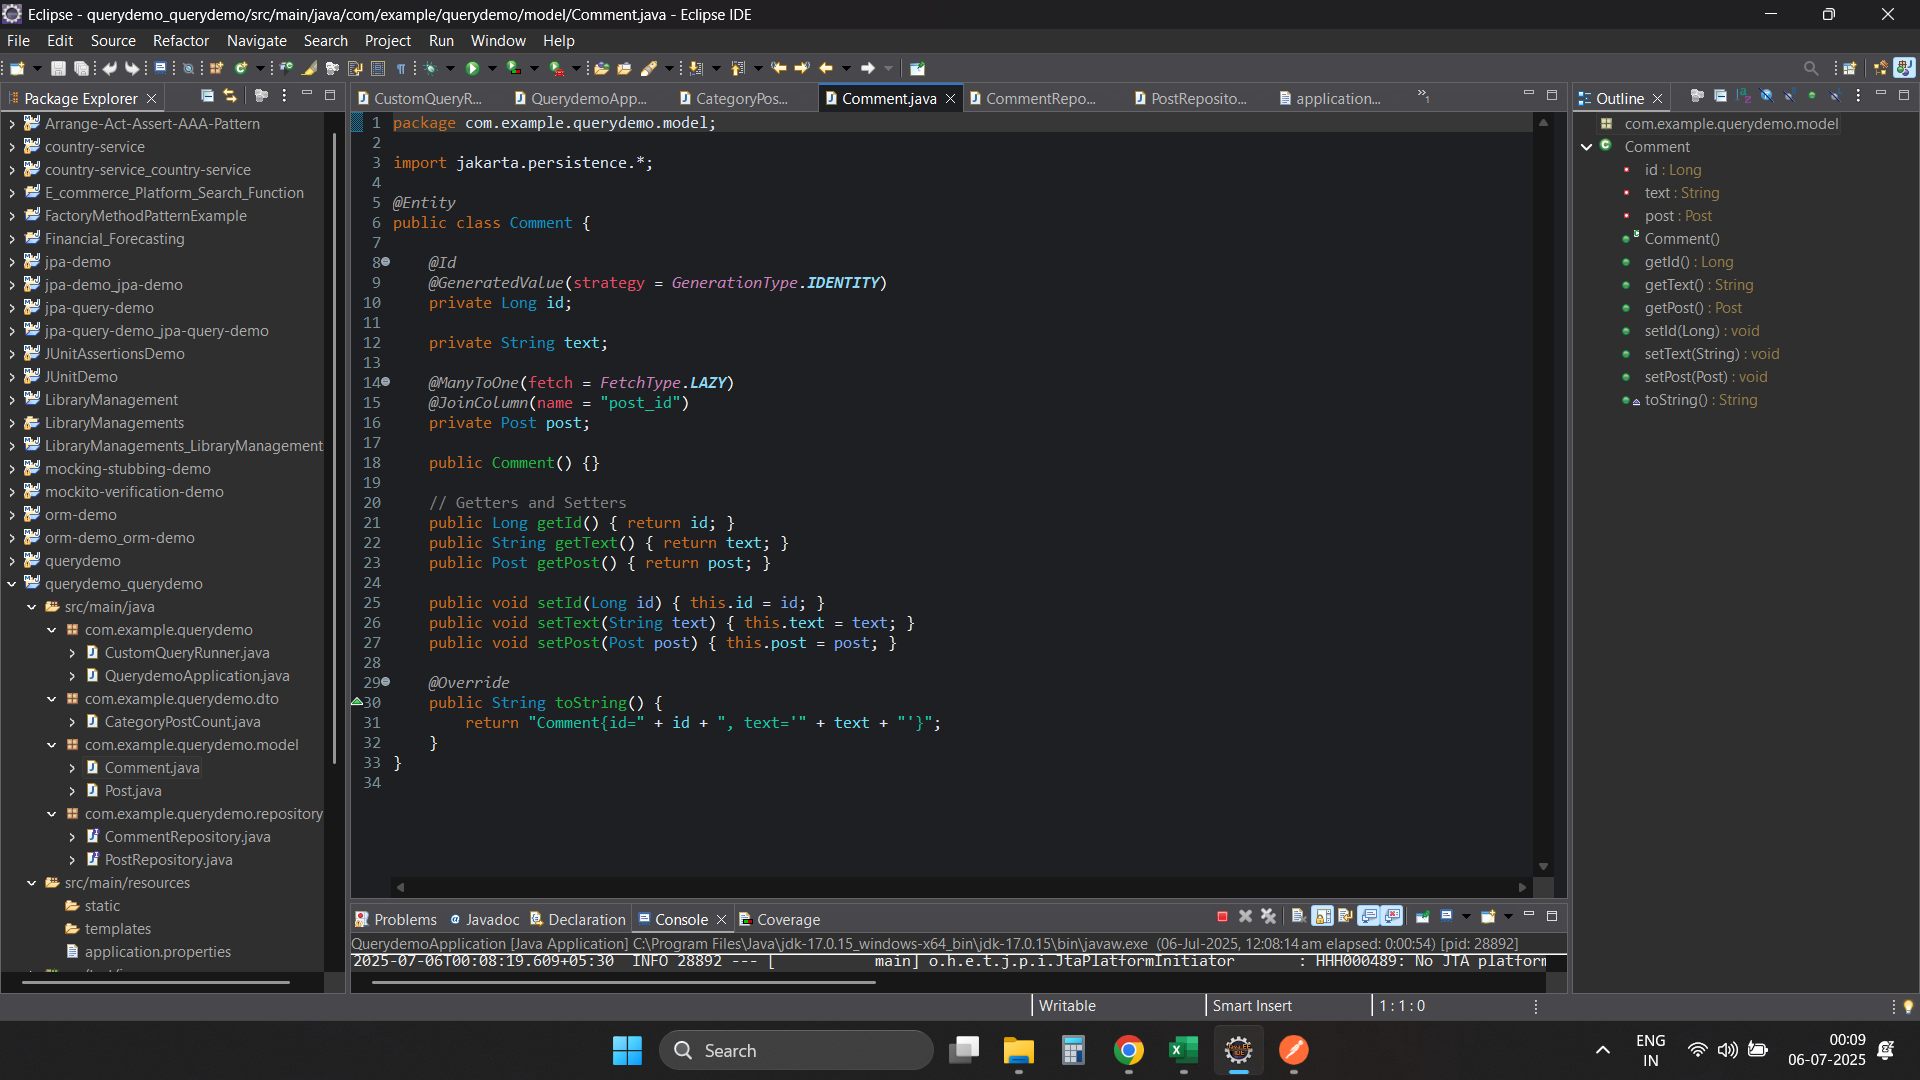 Eclipse - querydemo_querydemo/src/main/java/com/example/querydemo/model/Comment.java - Eclipse IDE
File Edit Source Refactor Navigate Search Project Run Window Help
Package Explorer
Arrange-Act-Assert-AAA-Pattern
country-service
country-service_country-service
E_commerce_Platform_Search_Function
FactoryMethodPatternExample
Financial_Forecasting
jpa-demo
jpa-demo_jpa-demo
jpa-query-demo
jpa-query-demo_jpa-query-demo
JUnitAssertionsDemo
JUnitDemo
LibraryManagement
LibraryManagements
LibraryManagements_LibraryManagement
mocking-stubbing-demo
mockito-verification-demo
orm-demo
orm-demo_orm-demo
querydemo
querydemo_querydemo
src/main/java
com.example.querydemo
CustomQueryRunner.java
QuerydemoApplication.java
com.example.querydemo.dto
CategoryPostCount.java
com.example.querydemo.model
Comment.java
Post.java
com.example.querydemo.repository
CommentRepository.java
PostRepository.java
src/main/resources
static
templates
application.properties
CustomQueryR... QuerydemoApp... CategoryPos... Comment.java CommentRepo... PostReposito... application... »1
1 package com.example.querydemo.model;
2
3 import jakarta.persistence.*;
4
5 @Entity
6 public class Comment {
7
8 @Id
9 @GeneratedValue(strategy = GenerationType.IDENTITY)
10 private Long id;
11
12 private String text;
13
14 @ManyToOne(fetch = FetchType.LAZY)
15 @JoinColumn(name = "post_id")
16 private Post post;
17
18 public Comment() {}
19
20 // Getters and Setters
21 public Long getId() { return id; }
22 public String getText() { return text; }
23 public Post getPost() { return post; }
24
25 public void setId(Long id) { this.id = id; }
26 public void setText(String text) { this.text = text; }
27 public void setPost(Post post) { this.post = post; }
28
29 @Override
30 public String toString() {
31 return "Comment{id=" + id + ", text='" + text + "'}";
32 }
33 }
34
Problems Javadoc Declaration Console Coverage
QuerydemoApplication [Java Application] C:\Program Files\Java\jdk-17.0.15_windows-x64_bin\jdk-17.0.15\bin\javaw.exe (06-Jul-2025, 12:08:14 am elapsed: 0:00:54) [pid: 28892]
2025-07-06T00:08:19.609+05:30 INFO 28892 --- [ main] o.h.e.t.j.p.i.JtaPlatformInitiator : HHH000489: No JTA platform
Outline
com.example.querydemo.model
Comment
id : Long
text : String
post : Post
Comment()
getId() : Long
getText() : String
getPost() : Post
setId(Long) : void
setText(String) : void
setPost(Post) : void
toString() : String
Writable Smart Insert 1 : 1 : 0
Search
ENG
IN
00:09
06-07-2025